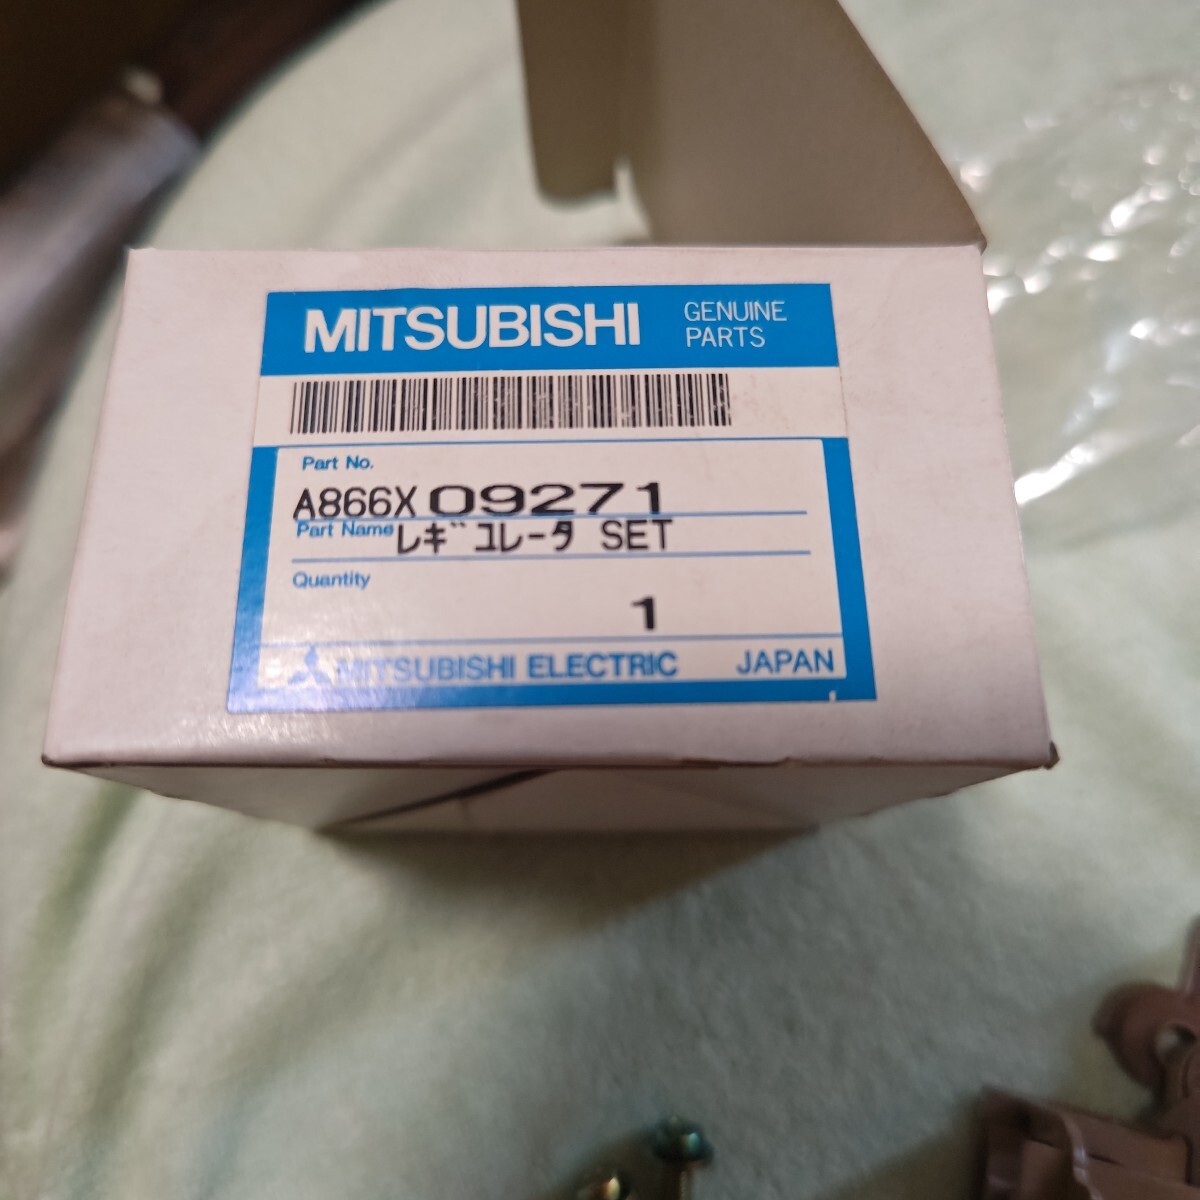 MITSUBISHI GENUINE PARTS
Part No.
A866X09271
Part Name レギュレータ SET
Quantity
1
MITSUBISHI ELECTRIC JAPAN